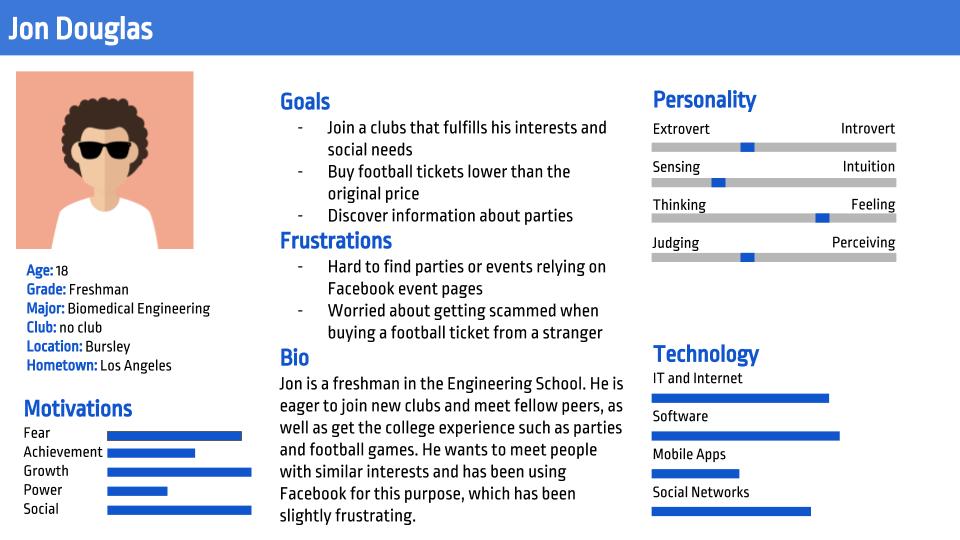 Jon Douglas
Age: 18
Grade: Freshman
Major: Biomedical Engineering
Club: no club
Location: Bursley
Hometown: Los Angeles
Motivations
Fear
Achievement
Growth
Power
Social
Goals
- Join a clubs that fulfills his interests and
social needs
- Buy football tickets lower than the
original price
- Discover information about parties
Frustrations
- Hard to find parties or events relying on
Facebook event pages
- Worried about getting scammed when
buying a football ticket from a stranger
Bio
Jon is a freshman in the Engineering School. He is
eager to join new clubs and meet fellow peers, as
well as get the college experience such as parties
and football games. He wants to meet people
with similar interests and has been using
Facebook for this purpose, which has been
slightly frustrating.
Personality
Extrovert Introvert
Sensing Intuition
Thinking Feeling
Judging Perceiving
Technology
IT and Internet
Software
Mobile Apps
Social Networks